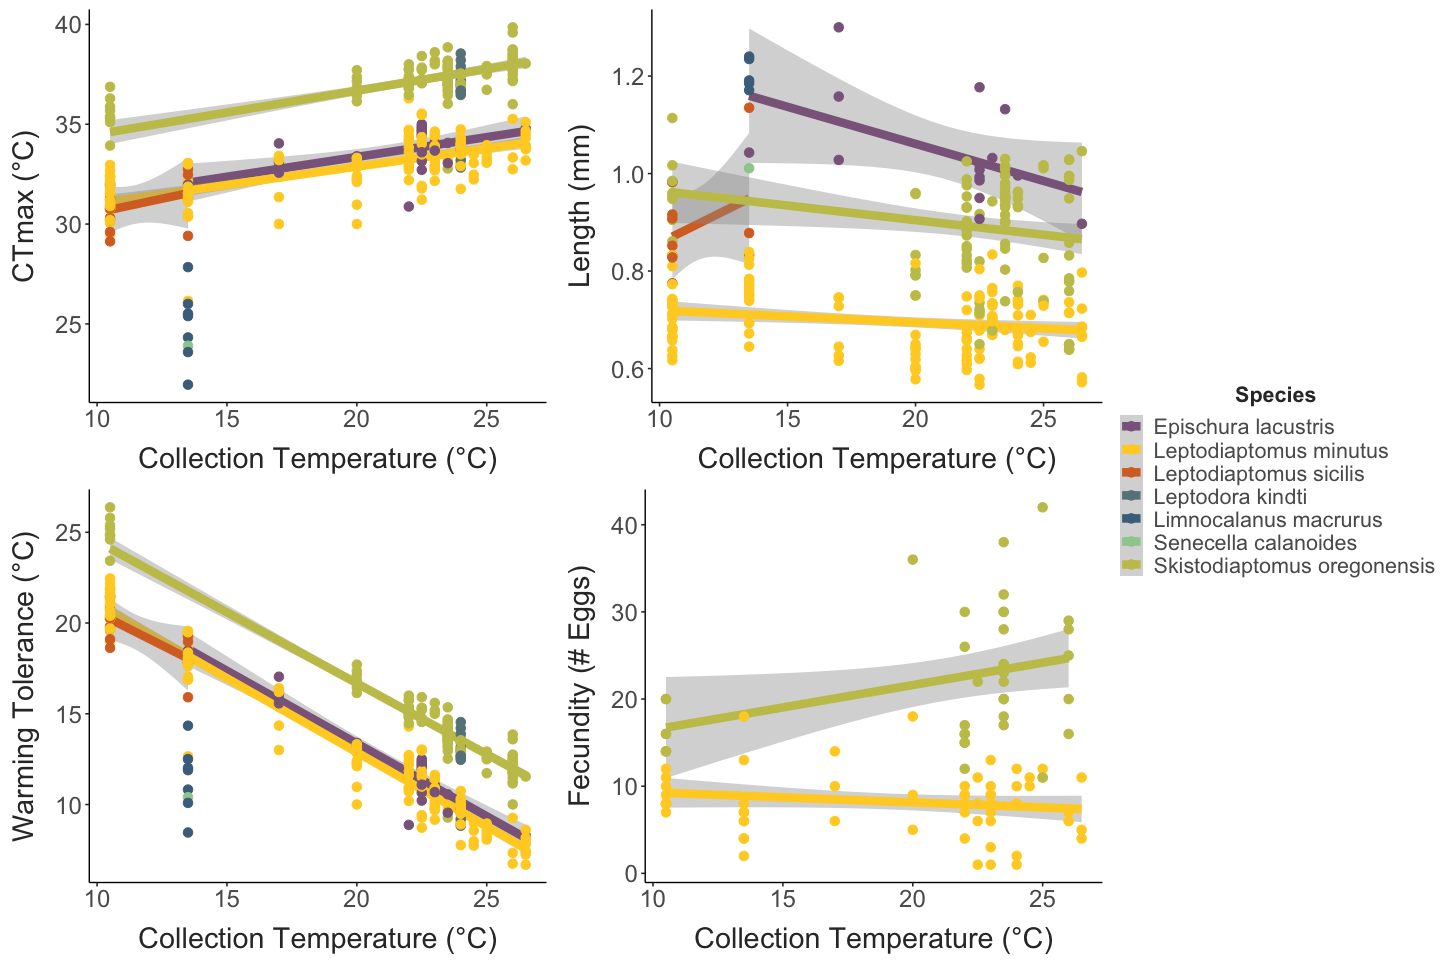 40
35
30
25
10
15
20
25
CTmax (°C)
Collection Temperature (°C)
1.2
1.0
0.8
0.6
10
15
20
25
Length (mm)
Collection Temperature (°C)
Species
Epischura lacustris
Leptodiaptomus minutus
Leptodiaptomus sicilis
Leptodora kindti
Limnocalanus macrurus
Senecella calanoides
Skistodiaptomus oregonensis
25
20
15
10
10
15
20
25
Warming Tolerance (°C)
Collection Temperature (°C)
40
30
20
10
0
10
15
20
25
Fecundity (# Eggs)
Collection Temperature (°C)